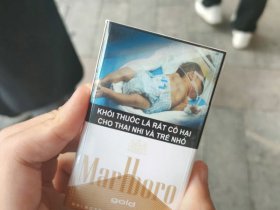 KHÓI THUỐC LÁ RẤT CÓ HẠI
CHO THAI NHI VÀ TRẺ NHỎ
Marlboro
gold